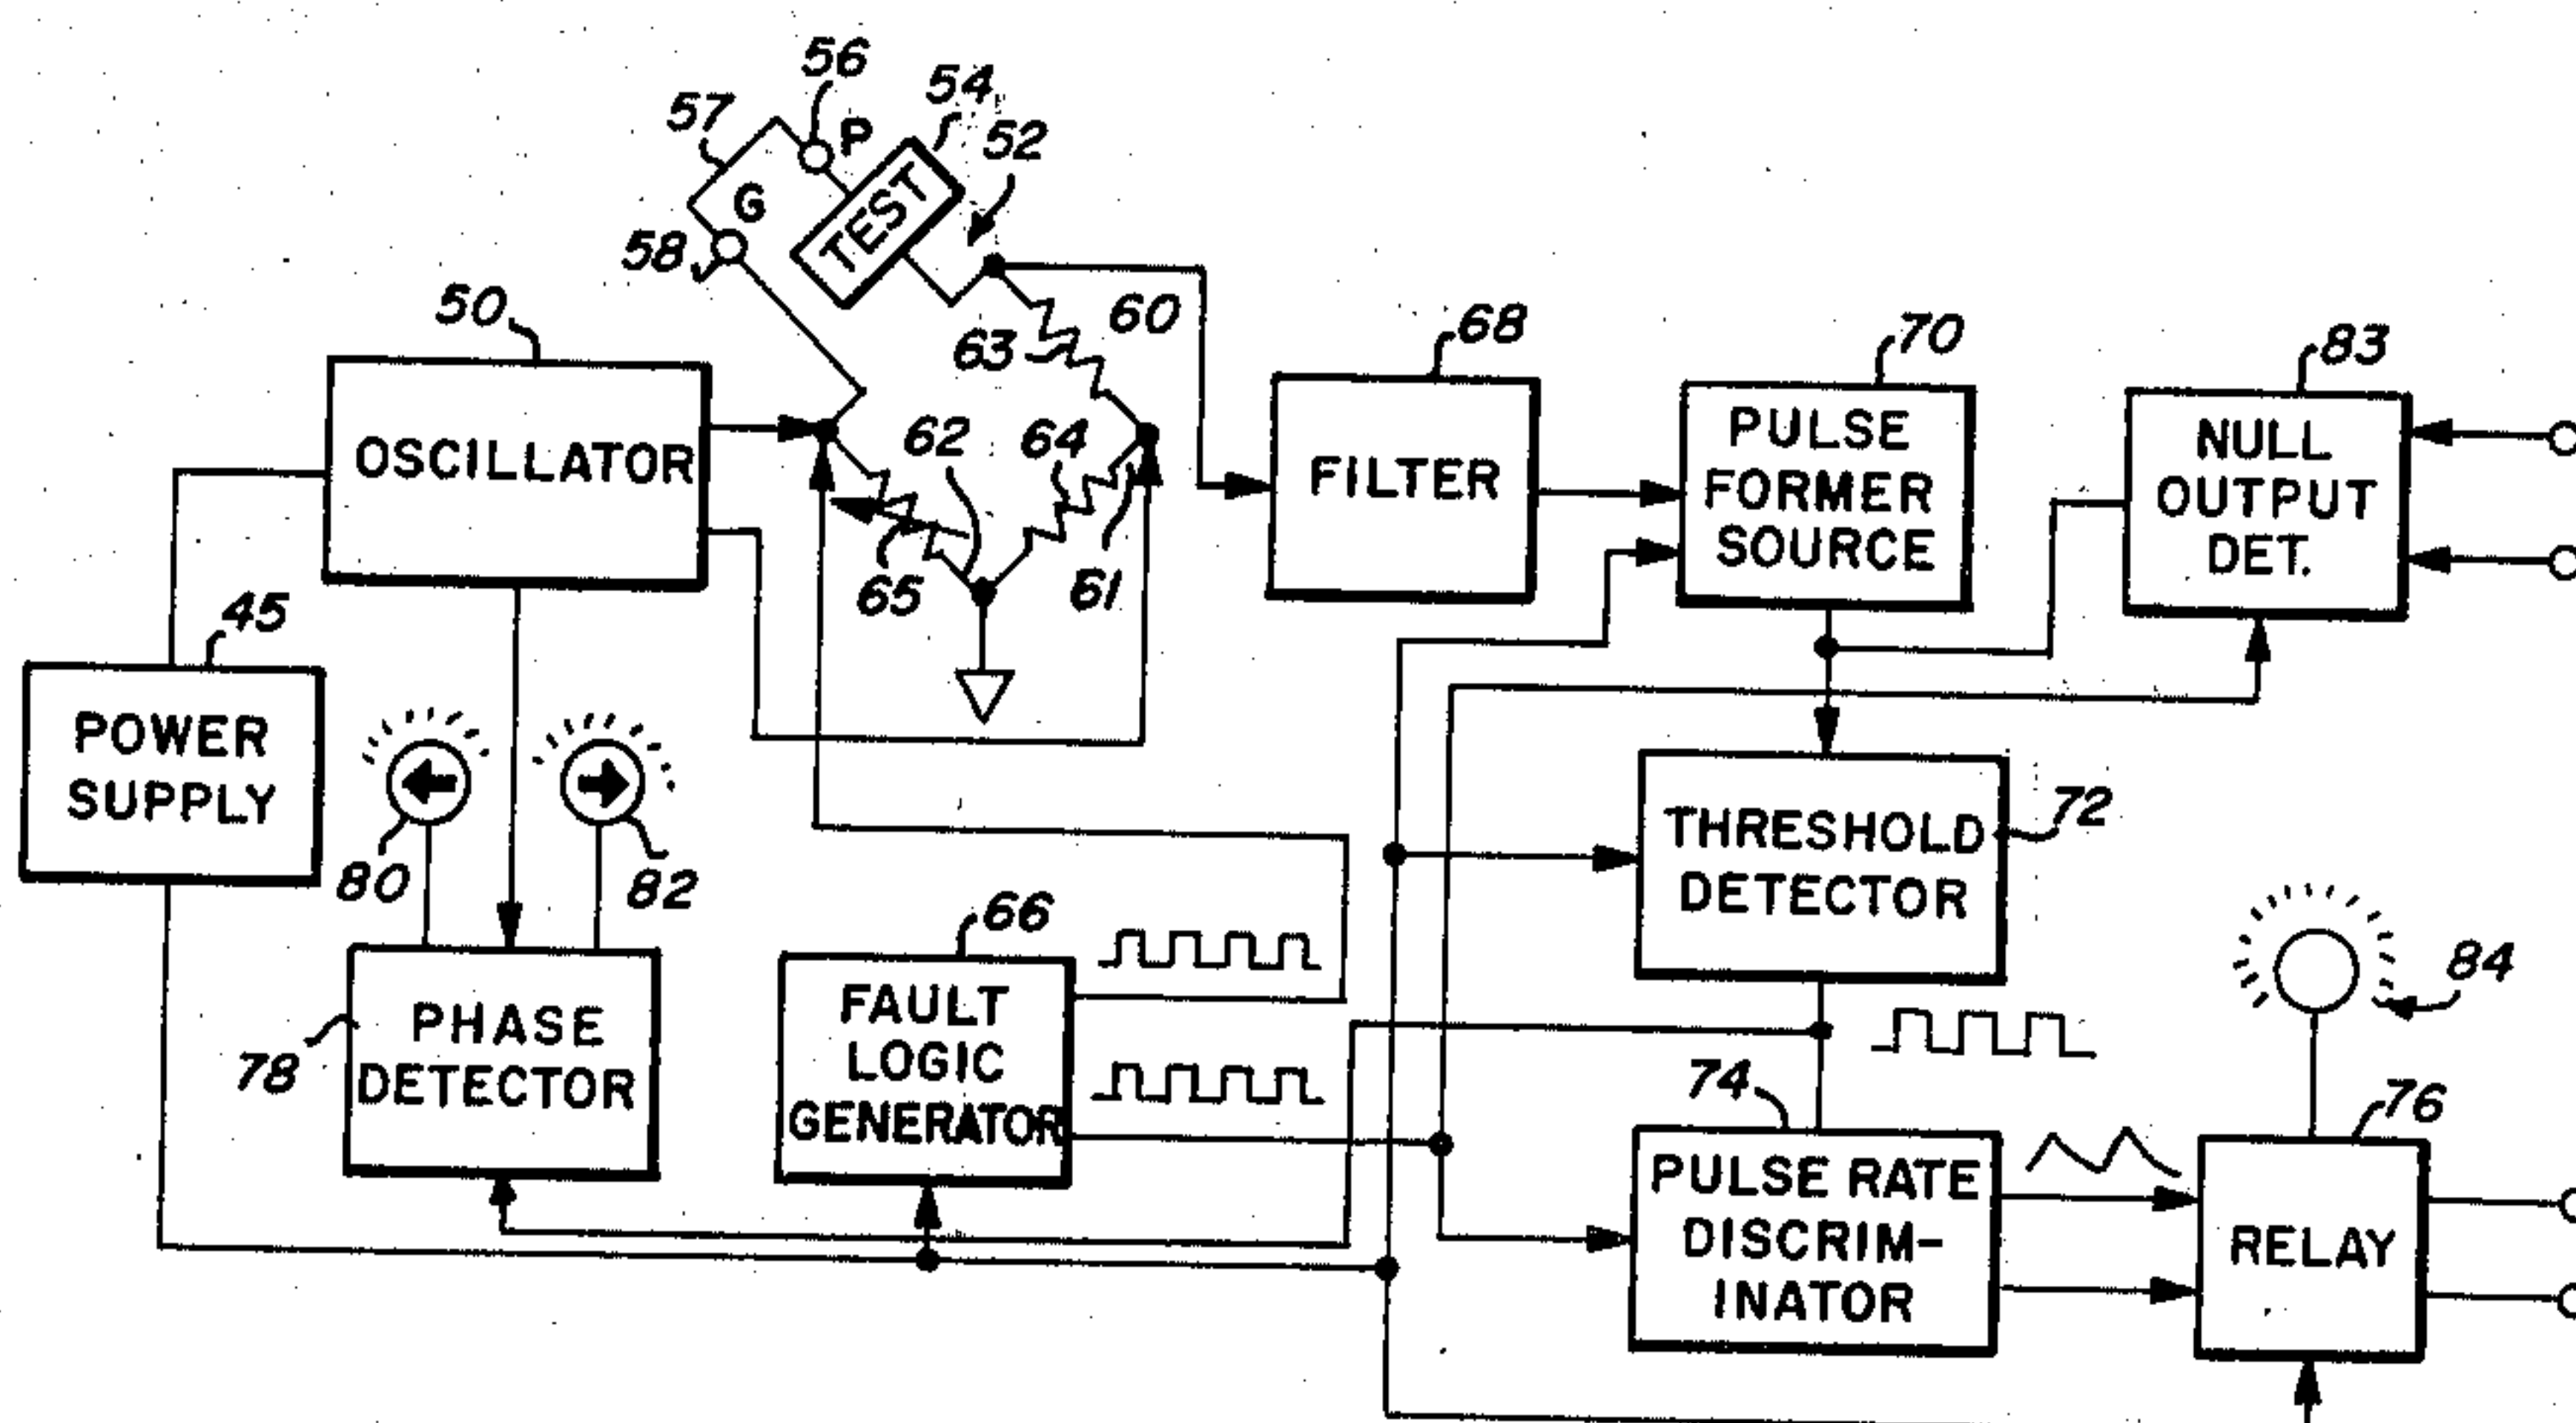 56
54
57
P
52
G
TEST
58
50
60
68
70
83
63
OSCILLATOR
62
64
FILTER
PULSE
FORMER
SOURCE
NULL
OUTPUT
DET.
65
61
45
POWER
SUPPLY
80
82
THRESHOLD
DETECTOR
72
66
84
78
PHASE
DETECTOR
FAULT
LOGIC
GENERATOR
74
76
PULSE RATE
DISCRIM-
INATOR
RELAY